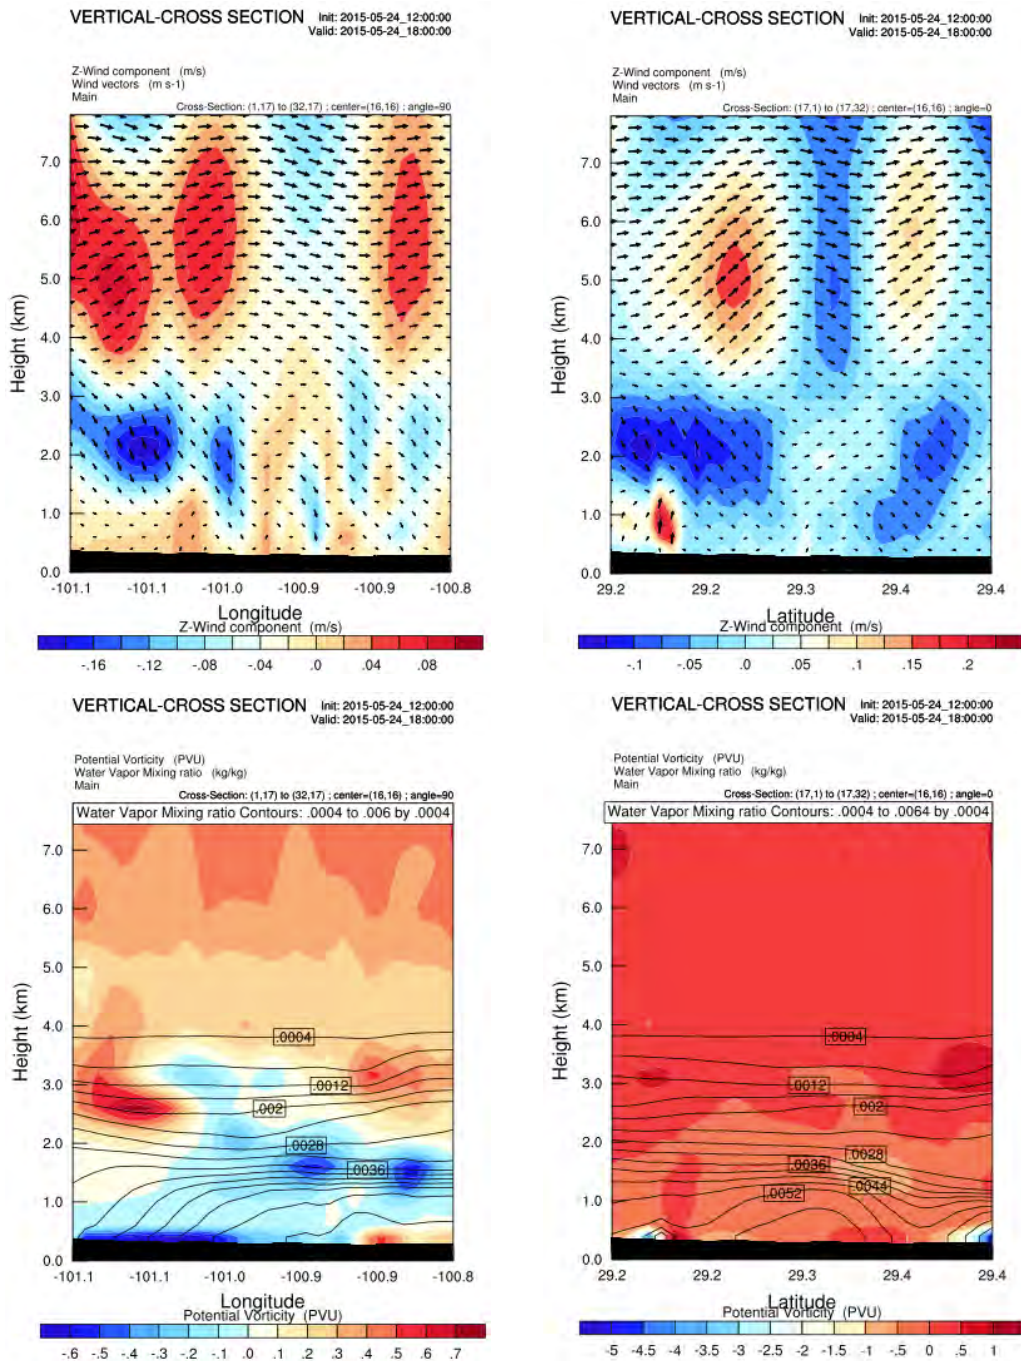 VERTICAL-CROSS SECTION Init: 2015-05-24_12:00:00
Valid: 2015-05-24_18:00:00
Z-Wind component (m/s)
Wind vectors (m s-1)
Main
Cross-Section: (1,17) to (32,17) ; center=(16,16) ; angle=90
7.0
6.0
5.0
4.0
3.0
2.0
1.0
0.0
Height (km)
-101.1 -101.1 -101.0 -100.9 -100.9 -100.8
Longitude
Z-Wind component (m/s)
-.16 -.12 -.08 -.04 .0 .04 .08
VERTICAL-CROSS SECTION Init: 2015-05-24_12:00:00
Valid: 2015-05-24_18:00:00
Z-Wind component (m/s)
Wind vectors (m s-1)
Main
Cross-Section: (17,1) to (17,32) ; center=(16,16) ; angle=0
7.0
6.0
5.0
4.0
3.0
2.0
1.0
0.0
Height (km)
29.2 29.2 29.3 29.4 29.4
Latitude
Z-Wind component (m/s)
-.1 -.05 .0 .05 .1 .15 .2
VERTICAL-CROSS SECTION Init: 2015-05-24_12:00:00
Valid: 2015-05-24_18:00:00
Potential Vorticity (PVU)
Water Vapor Mixing ratio (kg/kg)
Main
Cross-Section: (1,17) to (32,17) ; center=(16,16) ; angle=90
Water Vapor Mixing ratio Contours: .0004 to .006 by .0004
7.0
6.0
5.0
4.0
3.0
2.0
1.0
0.0
Height (km)
.0004
.0012
.002
.0028
.0036
-101.1 -101.1 -101.0 -100.9 -100.9 -100.8
Longitude
Potential Vorticity (PVU)
-.6 -.5 -.4 -.3 -.2 -.1 .0 .1 .2 .3 .4 .5 .6 .7
VERTICAL-CROSS SECTION Init: 2015-05-24_12:00:00
Valid: 2015-05-24_18:00:00
Potential Vorticity (PVU)
Water Vapor Mixing ratio (kg/kg)
Main
Cross-Section: (17,1) to (17,32) ; center=(16,16) ; angle=0
Water Vapor Mixing ratio Contours: .0004 to .0064 by .0004
7.0
6.0
5.0
4.0
3.0
2.0
1.0
0.0
Height (km)
.0004
.0012
.002
.0028
.0036
.0044
.0052
29.2 29.2 29.3 29.4 29.4
Latitude
Potential Vorticity (PVU)
-5 -4.5 -4 -3.5 -3 -2.5 -2 -1.5 -1 -.5 0 .5 1